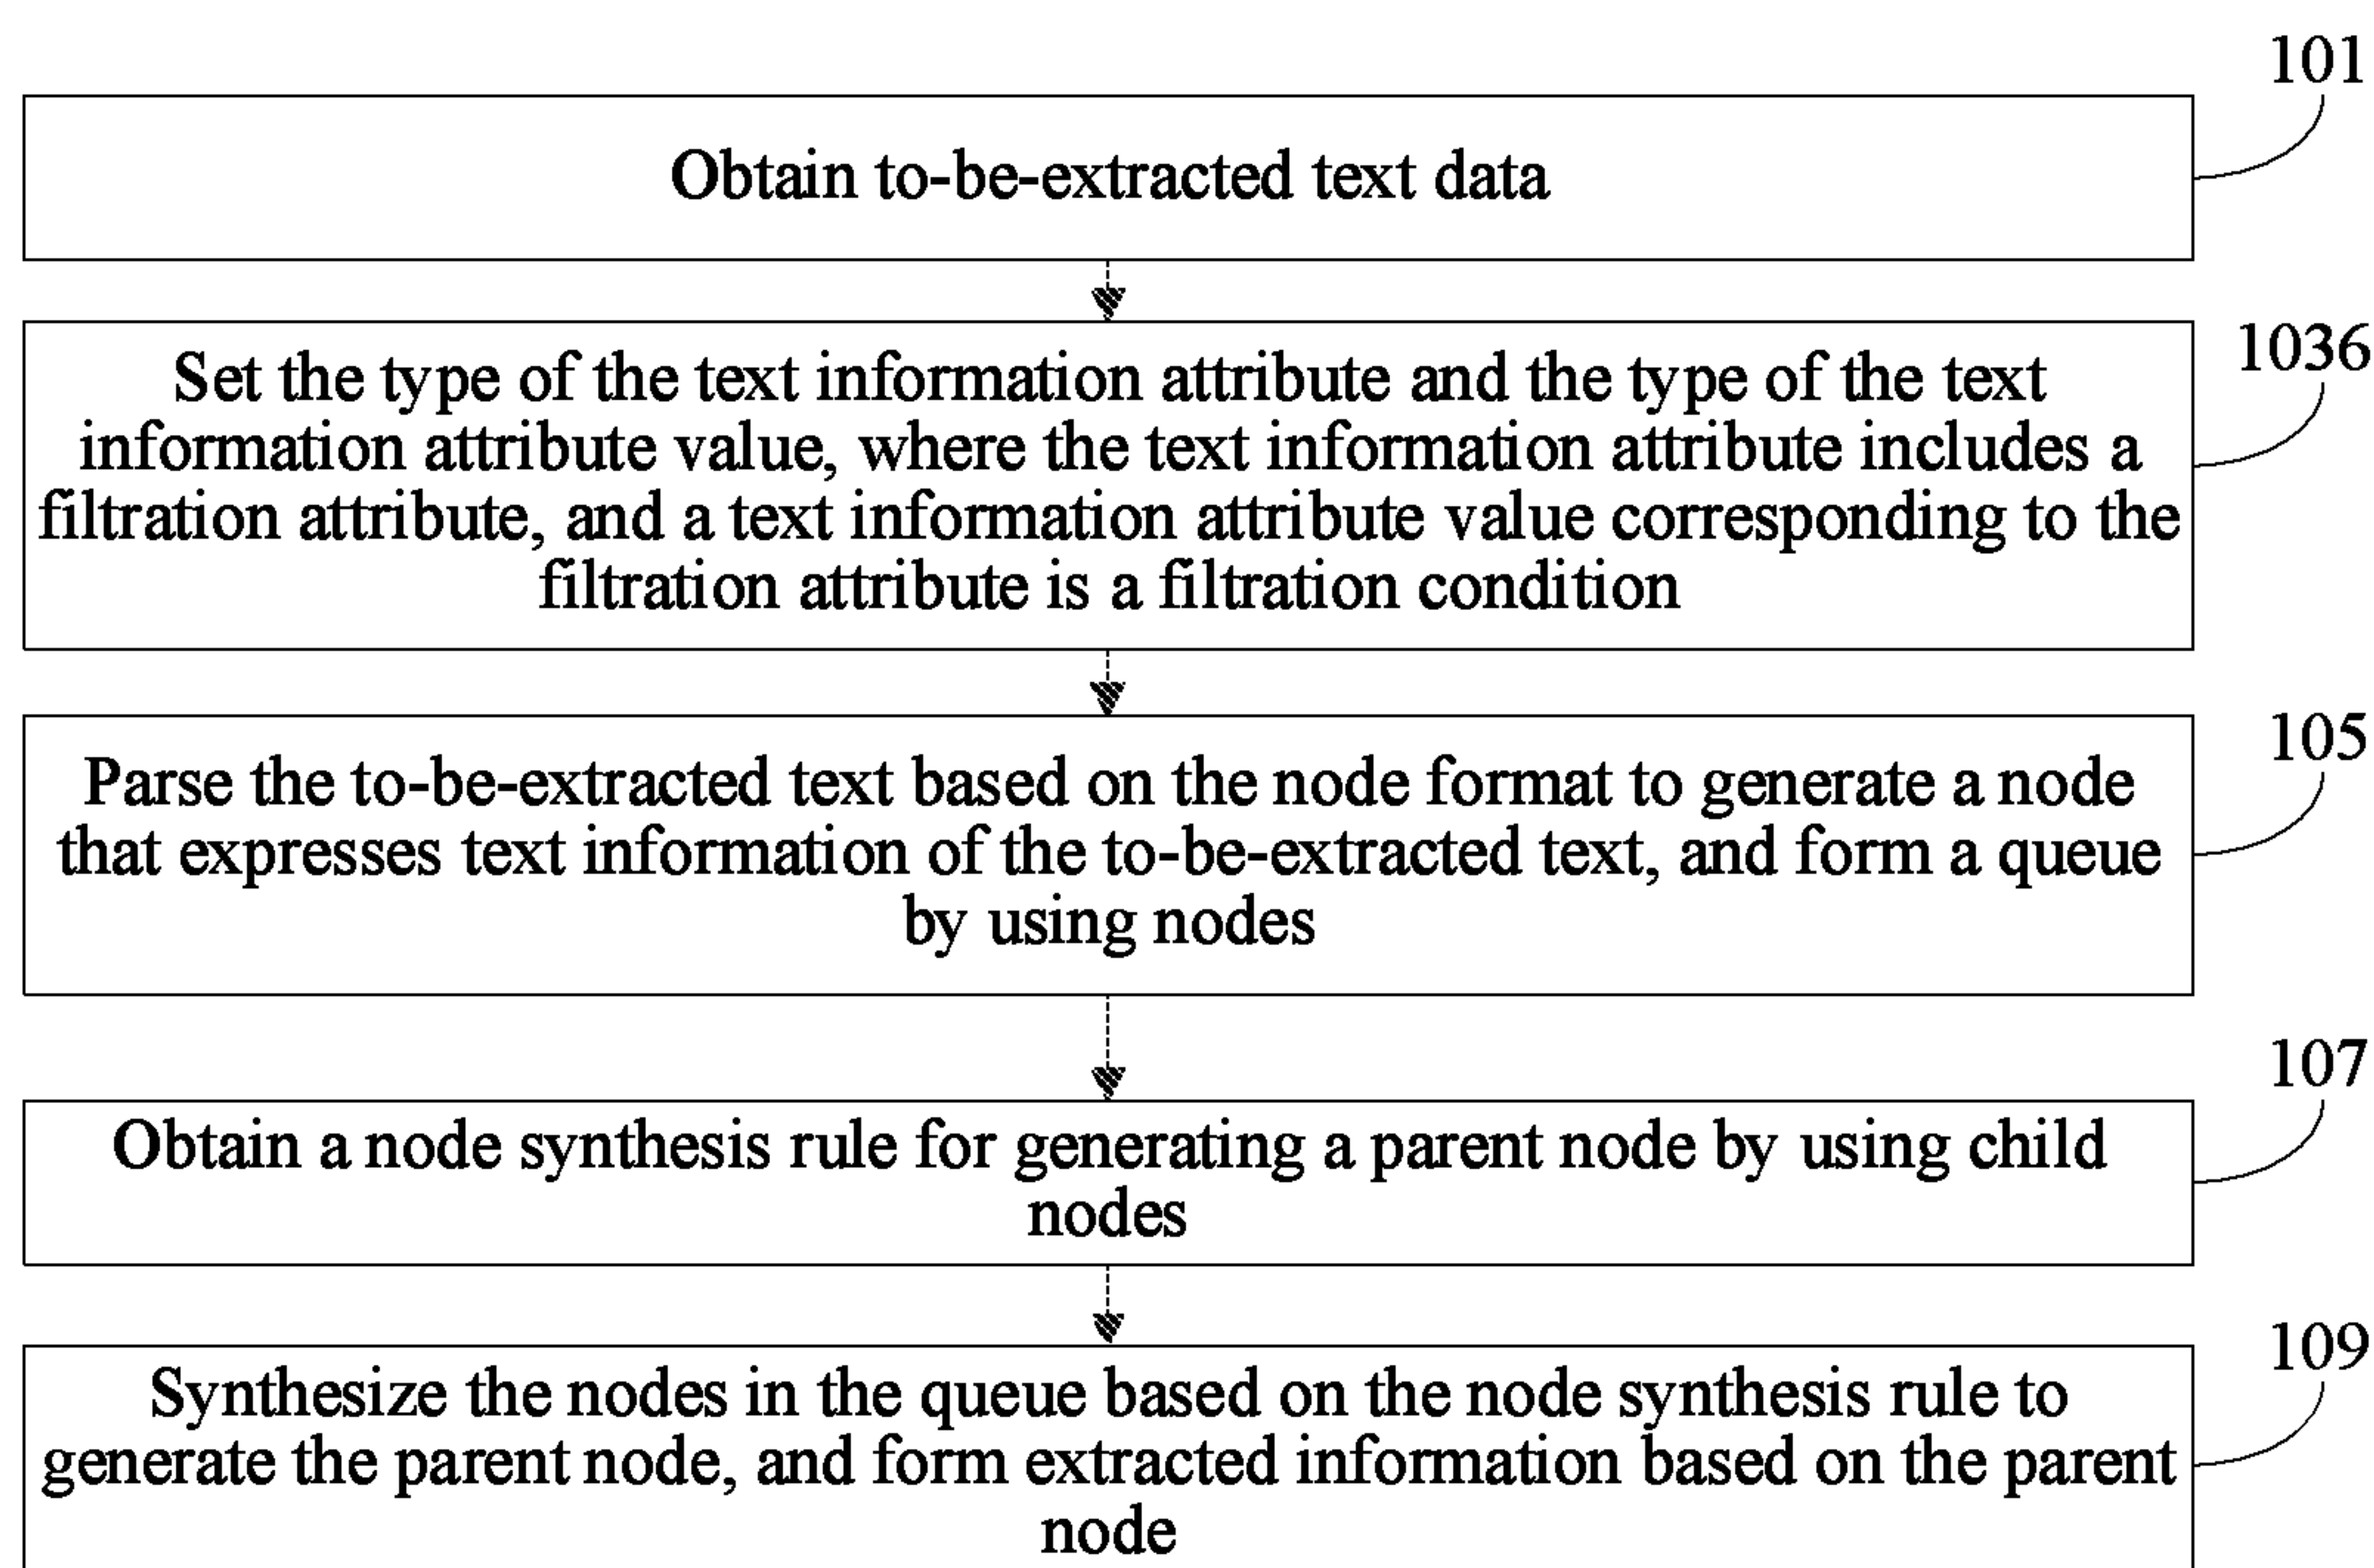 101
Obtain to-be-extracted text data
1036
Set the type of the text information attribute and the type of the text
information attribute value, where the text information attribute includes a
filtration attribute, and a text information attribute value corresponding to the
filtration attribute is a filtration condition
105
Parse the to-be-extracted text based on the node format to generate a node
that expresses text information of the to-be-extracted text, and form a queue
by using nodes
107
Obtain a node synthesis rule for generating a parent node by using child
nodes
109
Synthesize the nodes in the queue based on the node synthesis rule to
generate the parent node, and form extracted information based on the parent
node